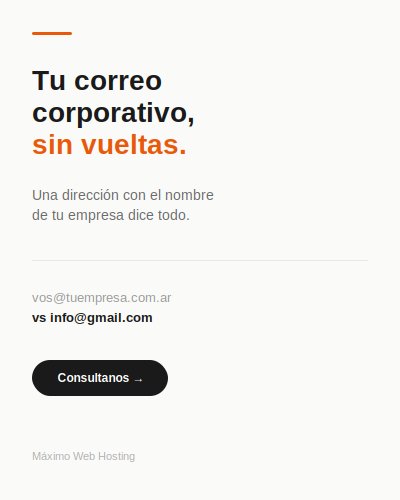 Tu correo
corporativo,
sin vueltas.
Una dirección con el nombre
de tu empresa dice todo.
vos@tuempresa.com.ar
vs info@gmail.com
Consultanos →
Máximo Web Hosting